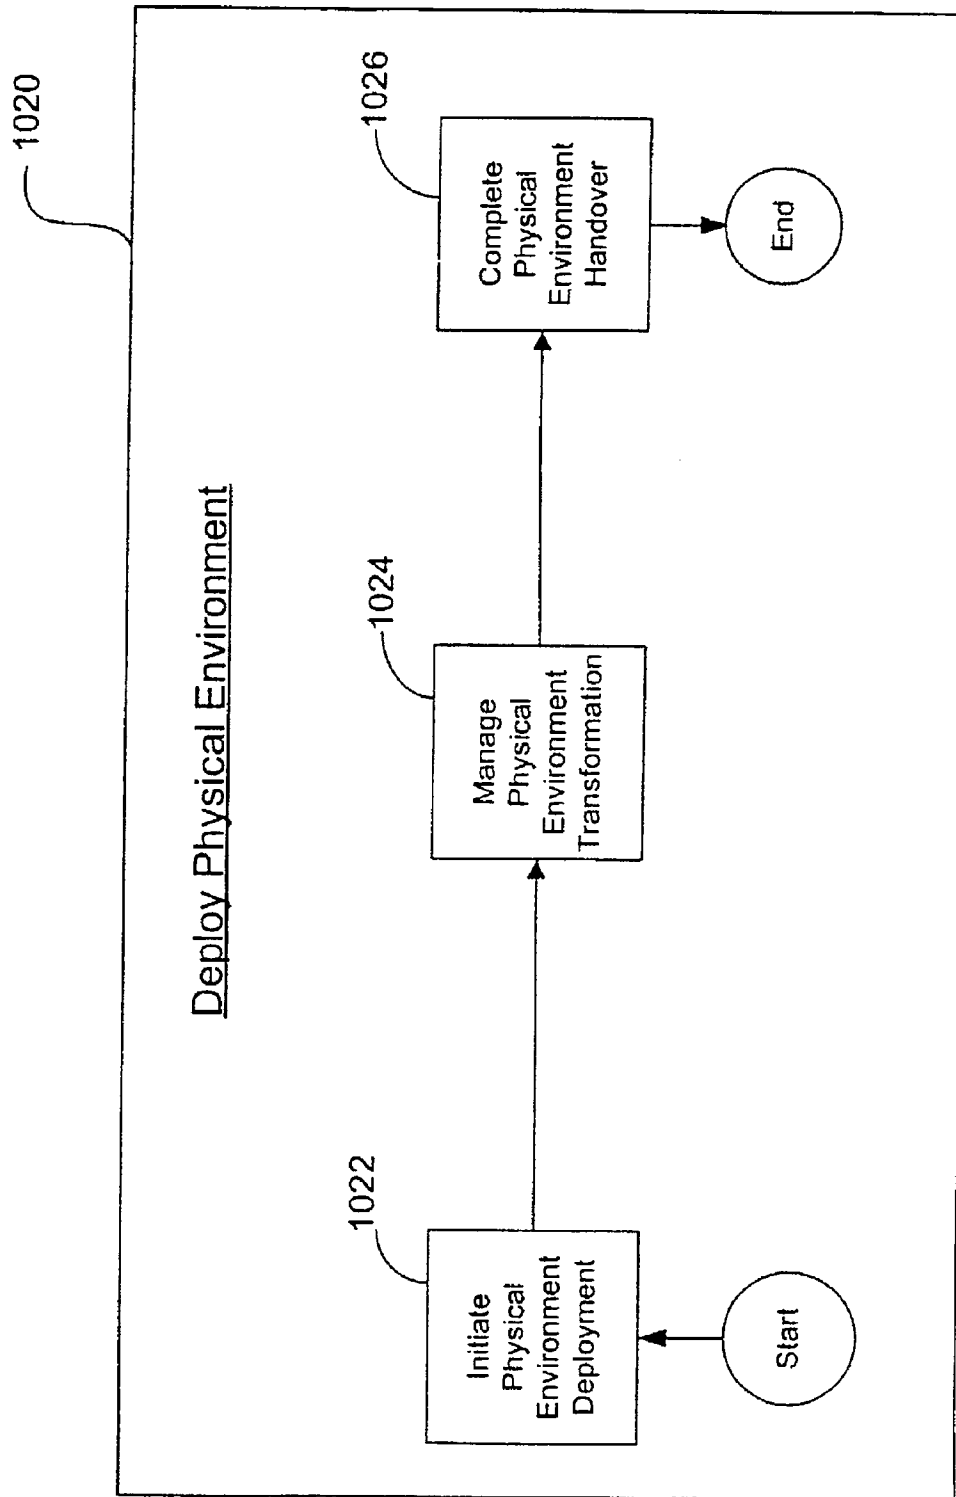 1020
Deploy Physical Environment
1022
Initiate
Physical
Environment
Deployment
1024
Manage
Physical
Environment
Transformation
1026
Complete
Physical
Environment
Handover
Start
End